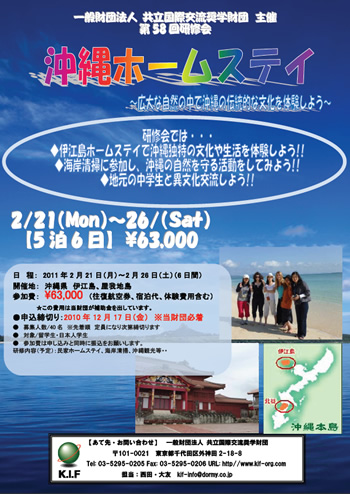 一般財団法人 共立国際交流奨学財団 主催
第58回研修会
沖縄ホームステイ
～広大な自然の中で沖縄の伝統的な文化を体験しよう～
研修会では・・・
◆伊江島ホームステイで沖縄独特の文化や生活を体験しよう!!
◆海岸清掃に参加し、沖縄の自然を守る活動をしてみよう!!
◆地元の中学生と異文化交流しよう!!
2/21(Mon)～26/(Sat)
【5泊6日】 ¥63,000
日 程: 2011年2月21日(月)～2月26日(土)(6日間)
開催地: 沖縄県 伊江島、屋我地島
参加費: ¥63,000 (往復航空券、宿泊代、体験費用含む)
★この費用は当財団が補助金を出しています。
●申込締切り:2010年12月17日(金) ※当財団必着
● 募集人数/40名 ※先着順 定員になり次第締切ります
● 対象/留学生・日本人学生
● 参加費は申し込みと同時に振込をお願いします。
研修内容(予定):民家ホームステイ、海岸清掃、沖縄観光等・・
伊江島
北谷
沖縄本島
K.I.F
【あて先・お問い合わせ】 一般財団法人 共立国際交流奨学財団
〒101-0021 東京都千代田区外神田2-18-8
Tel: 03-5295-0205 Fax: 03-5295-0206 URL: http://www.kif-org.com
担当:西田・大式 kif-info@dormy.co.jp